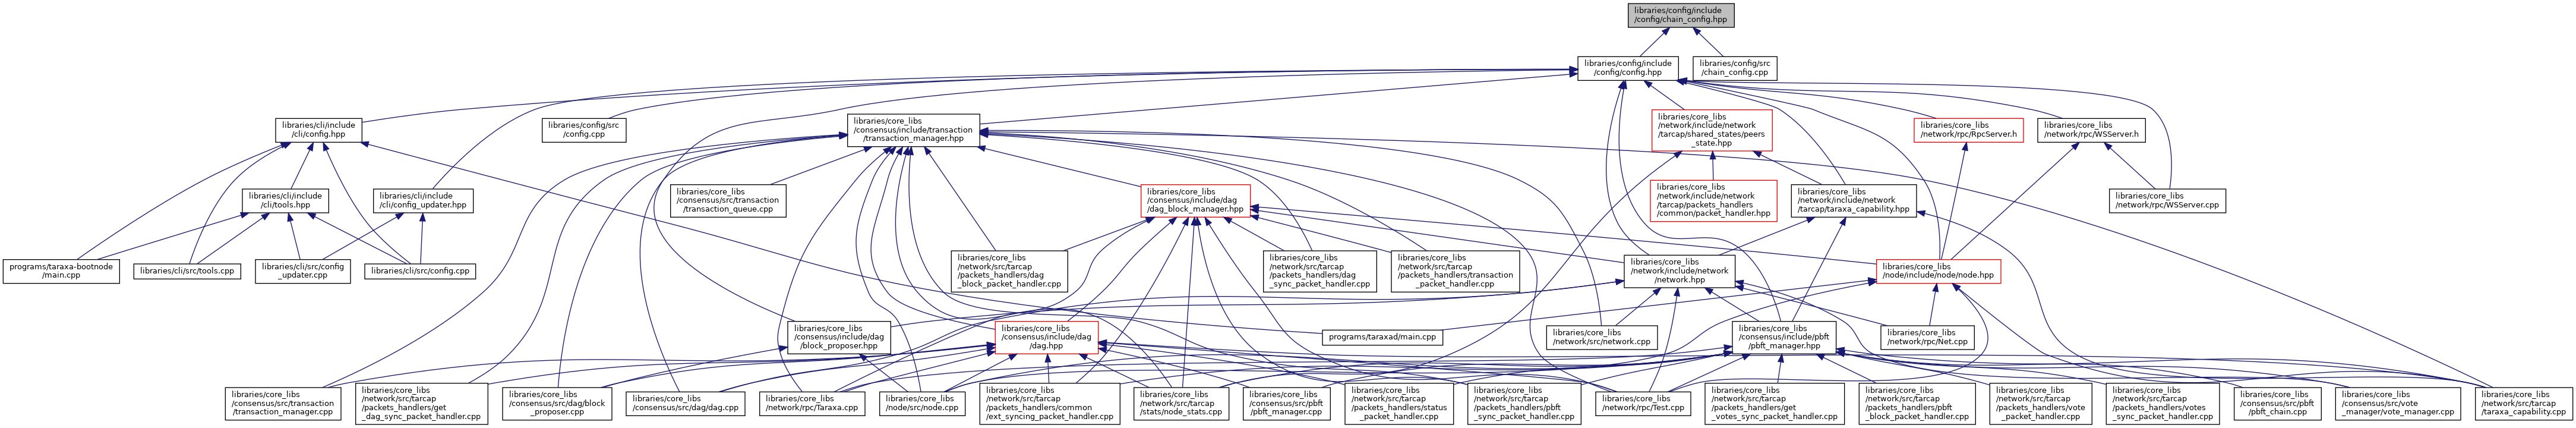 libraries/config/include
/config/chain_config.hpp
libraries/config/include
/config/config.hpp
libraries/config/src
/chain_config.cpp
libraries/cli/include
/cli/config.hpp
libraries/config/src
/config.cpp
libraries/core_libs
/consensus/include/transaction
/transaction_manager.hpp
libraries/core_libs
/network/include/network
/tarcap/shared_states/peers
_state.hpp
libraries/core_libs
/network/rpc/RpcServer.h
libraries/core_libs
/network/rpc/WSServer.h
libraries/cli/include
/cli/tools.hpp
libraries/cli/include
/cli/config_updater.hpp
libraries/core_libs
/consensus/src/transaction
/transaction_queue.cpp
libraries/core_libs
/consensus/include/dag
/dag_block_manager.hpp
libraries/core_libs
/network/include/network
/tarcap/packets_handlers
/common/packet_handler.hpp
libraries/core_libs
/network/include/network
/tarcap/taraxa_capability.hpp
libraries/core_libs
/network/rpc/WSServer.cpp
programs/taraxa-bootnode
/main.cpp
libraries/cli/src/tools.cpp
libraries/cli/src/config
_updater.cpp
libraries/cli/src/config.cpp
libraries/core_libs
/network/src/tarcap
/packets_handlers/dag
_block_packet_handler.cpp
libraries/core_libs
/network/src/tarcap
/packets_handlers/dag
_sync_packet_handler.cpp
libraries/core_libs
/network/src/tarcap
/packets_handlers/transaction
_packet_handler.cpp
libraries/core_libs
/network/include/network
/network.hpp
libraries/core_libs
/node/include/node/node.hpp
libraries/core_libs
/consensus/include/dag
/block_proposer.hpp
libraries/core_libs
/consensus/include/dag
/dag.hpp
programs/taraxad/main.cpp
libraries/core_libs
/network/src/network.cpp
libraries/core_libs
/consensus/include/pbft
/pbft_manager.hpp
libraries/core_libs
/network/rpc/Net.cpp
libraries/core_libs
/consensus/src/transaction
/transaction_manager.cpp
libraries/core_libs
/network/src/tarcap
/packets_handlers/get
_dag_sync_packet_handler.cpp
libraries/core_libs
/consensus/src/dag/block
_proposer.cpp
libraries/core_libs
/consensus/src/dag/dag.cpp
libraries/core_libs
/network/rpc/Taraxa.cpp
libraries/core_libs
/node/src/node.cpp
libraries/core_libs
/network/src/tarcap
/packets_handlers/common
/ext_syncing_packet_handler.cpp
libraries/core_libs
/network/src/tarcap
/stats/node_stats.cpp
libraries/core_libs
/consensus/src/pbft
/pbft_manager.cpp
libraries/core_libs
/network/src/tarcap
/packets_handlers/status
_packet_handler.cpp
libraries/core_libs
/network/src/tarcap
/packets_handlers/pbft
_sync_packet_handler.cpp
libraries/core_libs
/network/rpc/Test.cpp
libraries/core_libs
/network/src/tarcap
/packets_handlers/get
_votes_sync_packet_handler.cpp
libraries/core_libs
/network/src/tarcap
/packets_handlers/pbft
_block_packet_handler.cpp
libraries/core_libs
/network/src/tarcap
/packets_handlers/vote
_packet_handler.cpp
libraries/core_libs
/network/src/tarcap
/packets_handlers/votes
_sync_packet_handler.cpp
libraries/core_libs
/consensus/src/pbft
/pbft_chain.cpp
libraries/core_libs
/consensus/src/vote
_manager/vote_manager.cpp
libraries/core_libs
/network/src/tarcap
/taraxa_capability.cpp